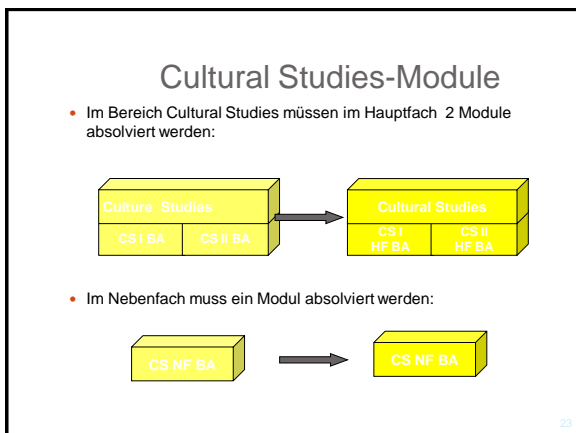 Cultural Studies-Module
• Im Bereich Cultural Studies müssen im Hauptfach 2 Module
absolviert werden:
Culture Studies
CS I BA
CS II BA
Cultural Studies
CS I
HF BA
CS II
HF BA
• Im Nebenfach muss ein Modul absolviert werden:
CS NF BA
CS NF BA
23